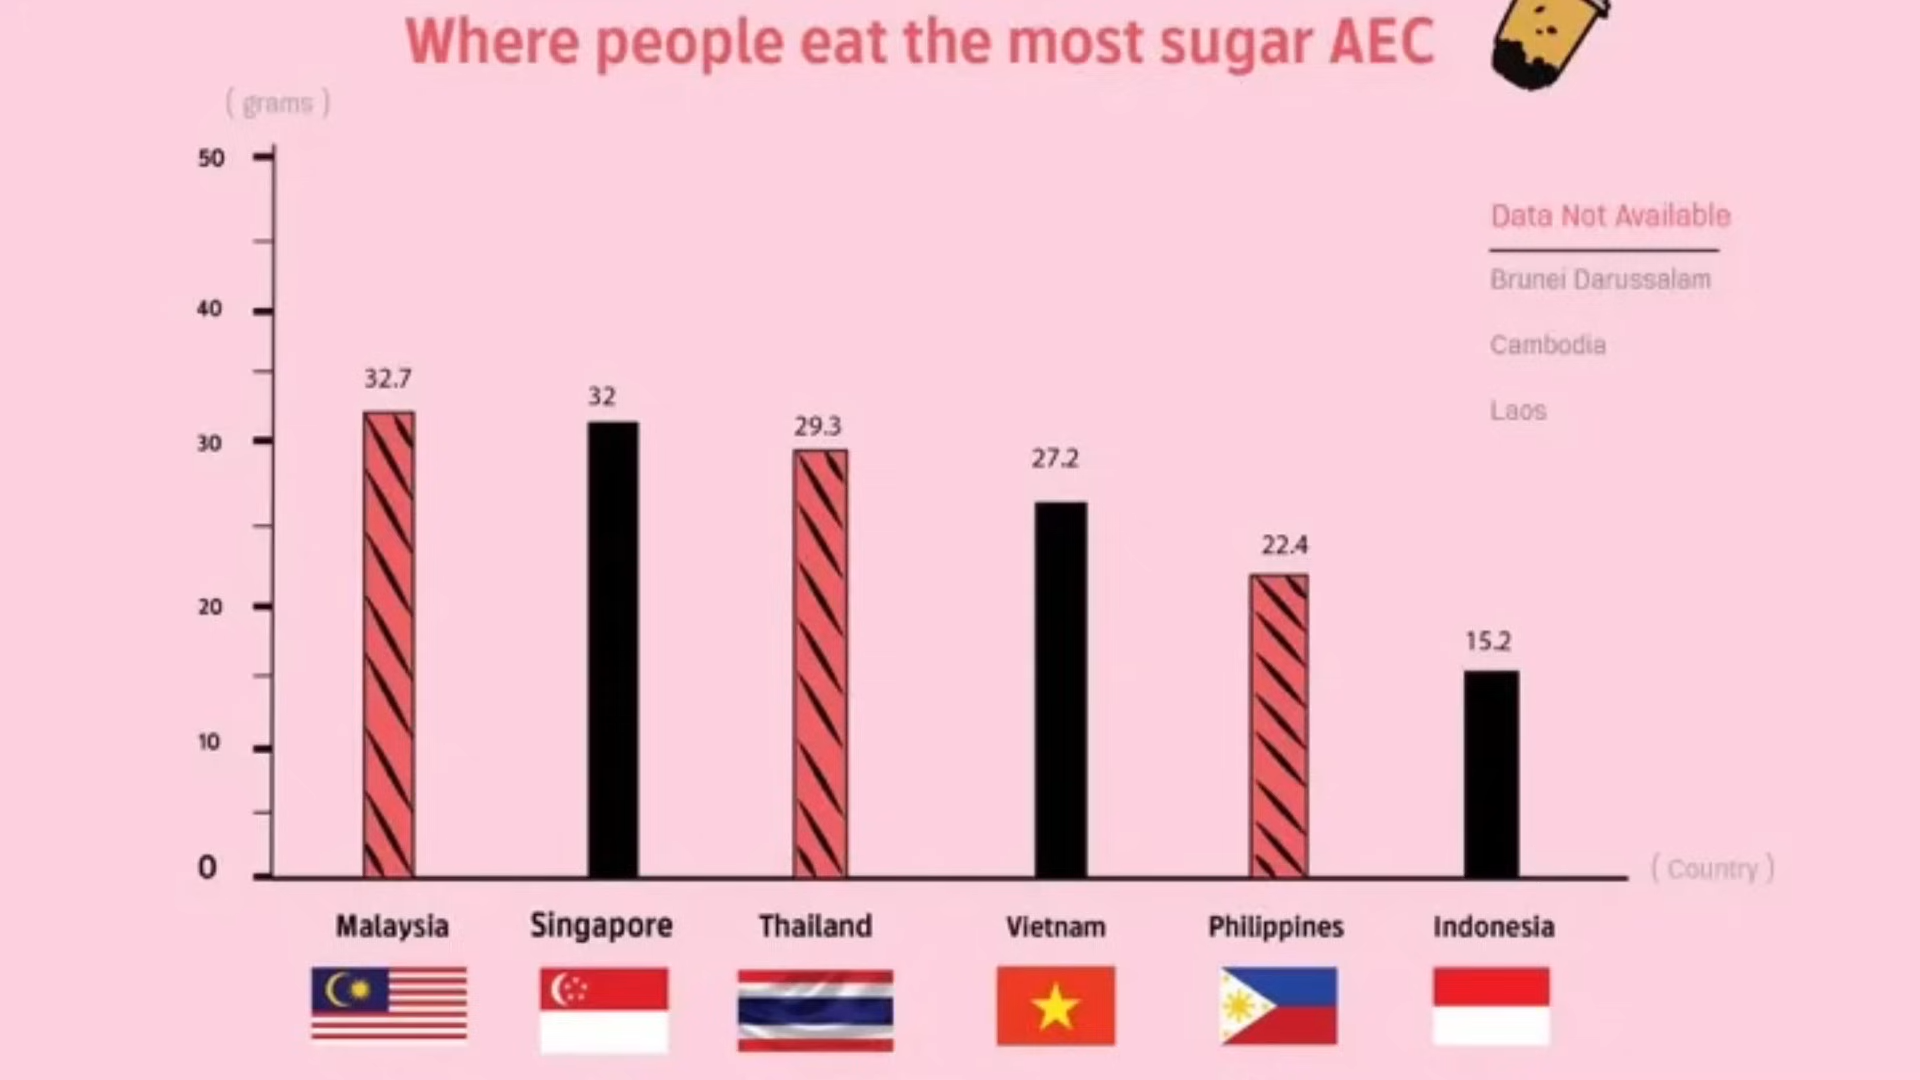 Where people eat the most sugar AEC
( grams )
50
40
30
20
10
0
32.7
32
29.3
27.2
22.4
15.2
Data Not Available
Brunei Darussalam
Cambodia
Laos
( Country )
Malaysia
Singapore
Thailand
Vietnam
Philippines
Indonesia